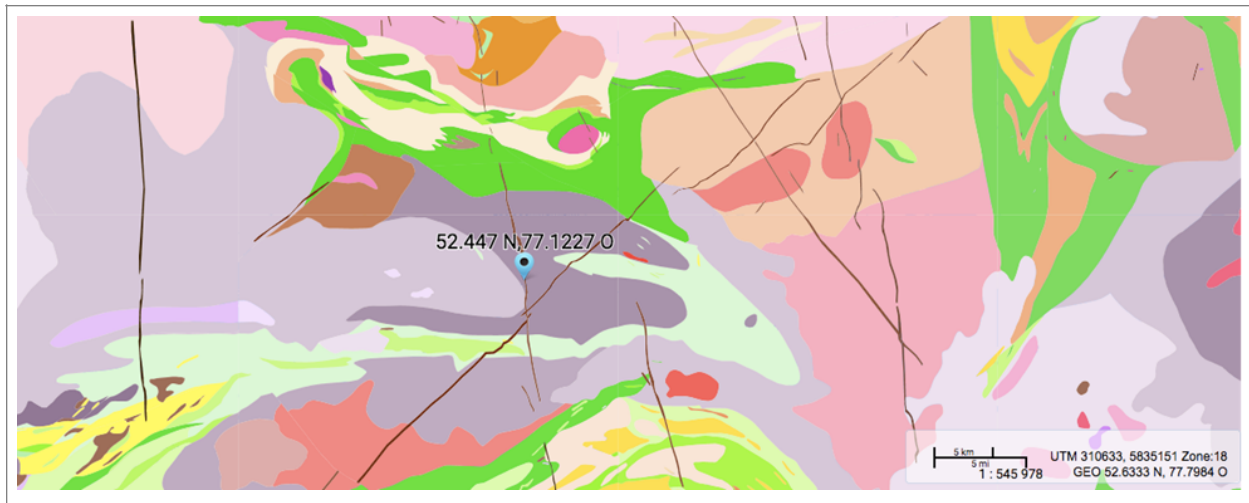 52.447 N,77.1227 O
5 km
5 mi
1 : 545 978
UTM 310633, 5835151 Zone:18
GEO 52.6333 N, 77.7984 O